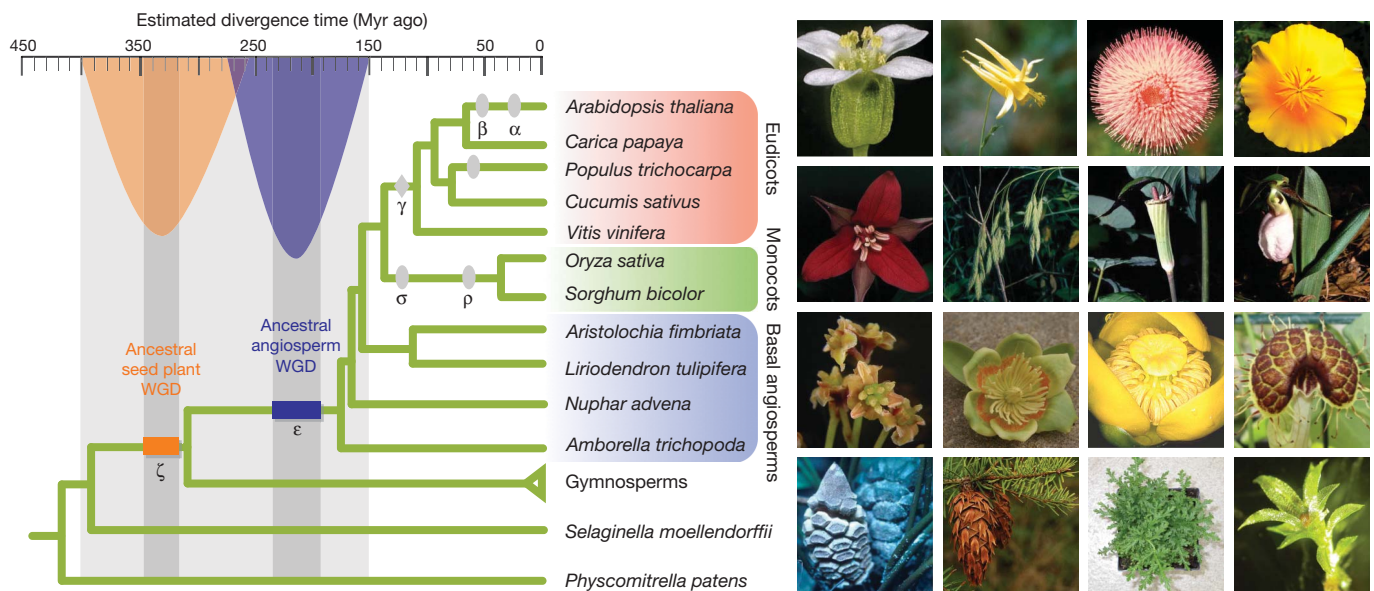 Estimated divergence time (Myr ago)
450 350 250 150 50 0
Arabidopsis thaliana
β α
Carica papaya
Populus trichocarpa
γ
Cucumis sativus
Vitis vinifera
Eudicots
Oryza sativa
σ ρ
Sorghum bicolor
Monocots
Ancestral
angiosperm
WGD
Aristolochia fimbriata
Liriodendron tulipifera
Ancestral
seed plant
WGD
Nuphar advena
ε
Amborella trichopoda
Basal angiosperms
ζ
Gymnosperms
Selaginella moellendorffii
Physcomitrella patens